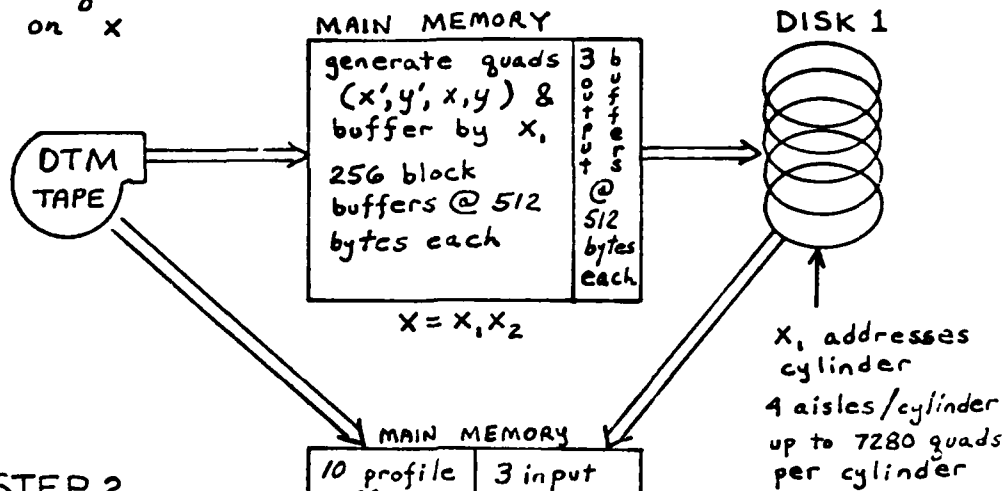 on x
MAIN MEMORY
DISK 1
generate quads
(x', y', x, y) &
buffer by x₁
256 block
buffers @ 512
bytes each
3 output buffers
@
512
bytes
each
DTM
TAPE
x = x₁x₂
x₁ addresses
cylinder
4 aisles/cylinder
up to 7280 quads
per cylinder
MAIN MEMORY
10 profile
3 input
STEP 2